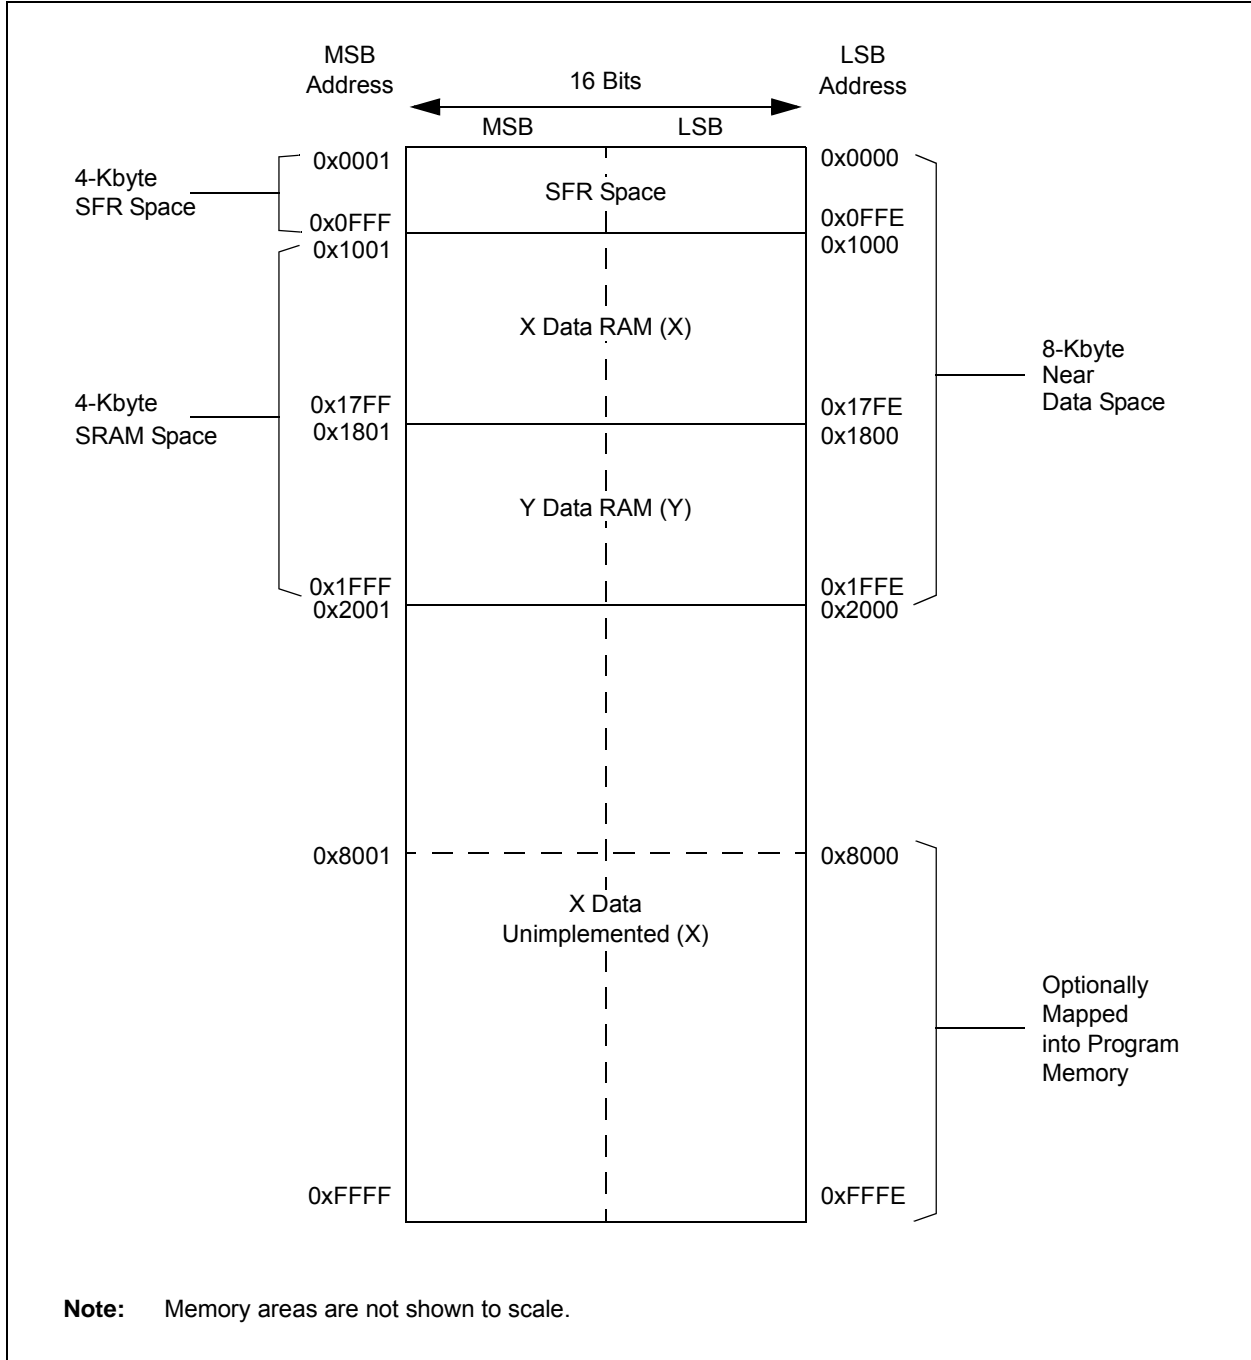 MSB
Address
16 Bits
LSB
Address
MSB
LSB
0x0001
0x0000
4-Kbyte
SFR Space
SFR Space
0x0FFF
0x0FFE
0x1001
0x1000
X Data RAM (X)
8-Kbyte
Near
Data Space
4-Kbyte
SRAM Space
0x17FF
0x17FE
0x1801
0x1800
Y Data RAM (Y)
0x1FFF
0x1FFE
0x2001
0x2000
0x8001
0x8000
X Data
Unimplemented (X)
Optionally
Mapped
into Program
Memory
0xFFFF
0xFFFE
Note: Memory areas are not shown to scale.